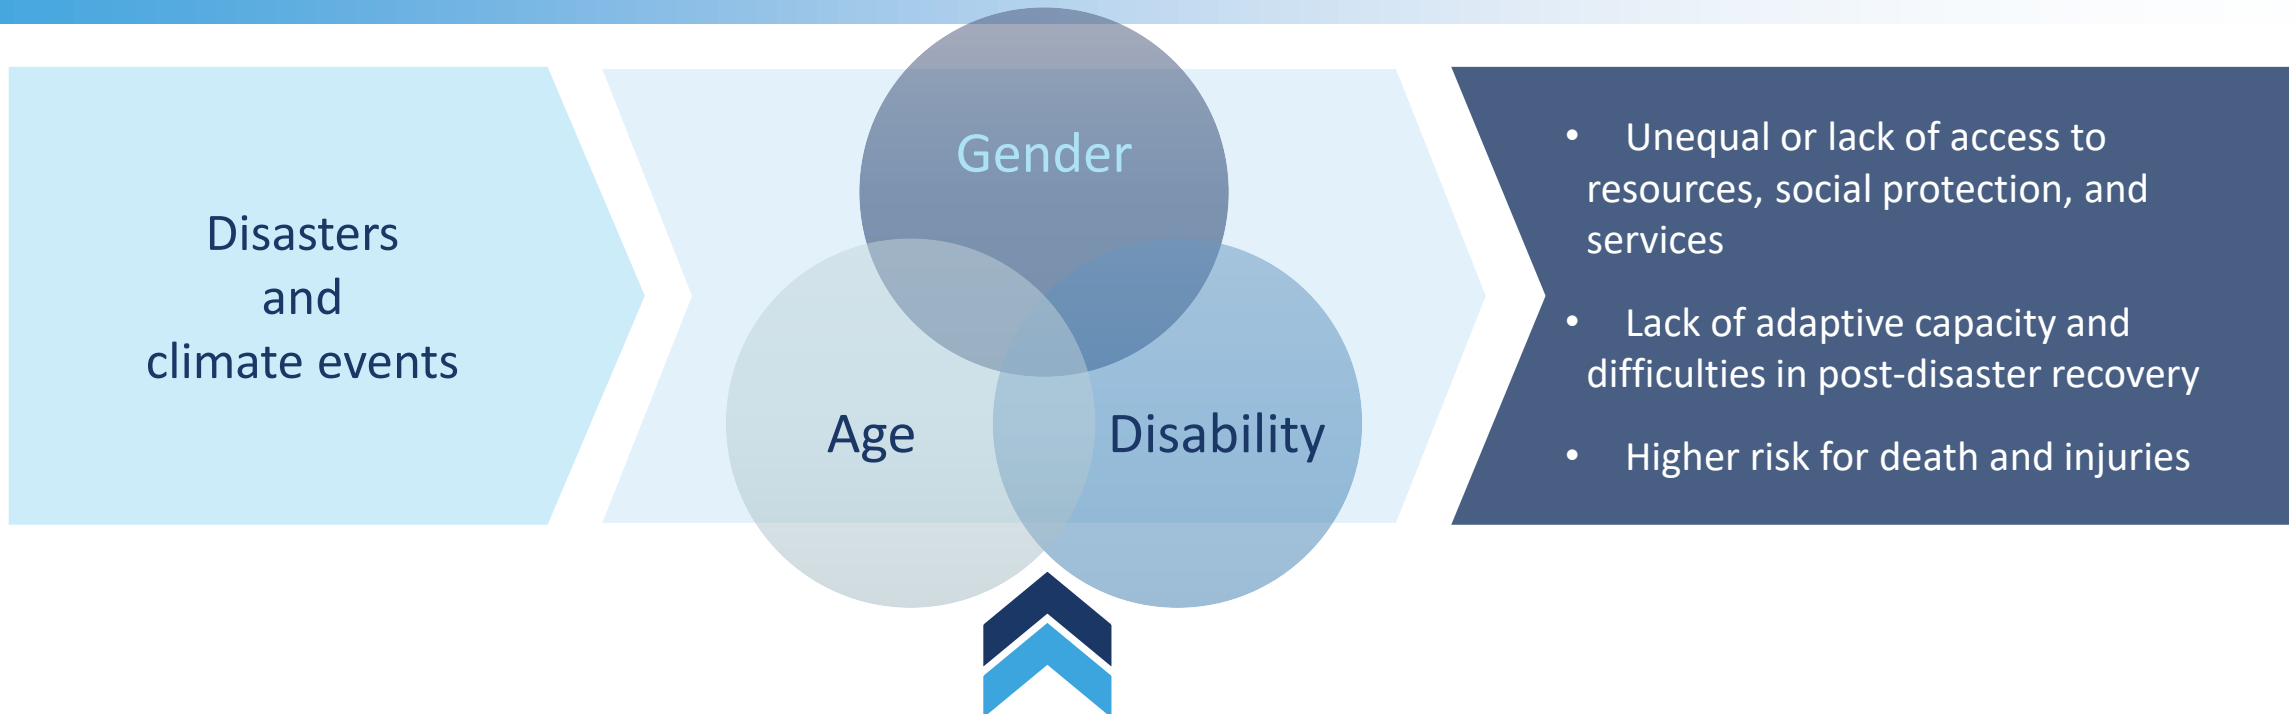 Disasters
and
climate events
Gender
Age
Disability
• Unequal or lack of access to
resources, social protection, and
services
• Lack of adaptive capacity and
difficulties in post-disaster recovery
• Higher risk for death and injuries